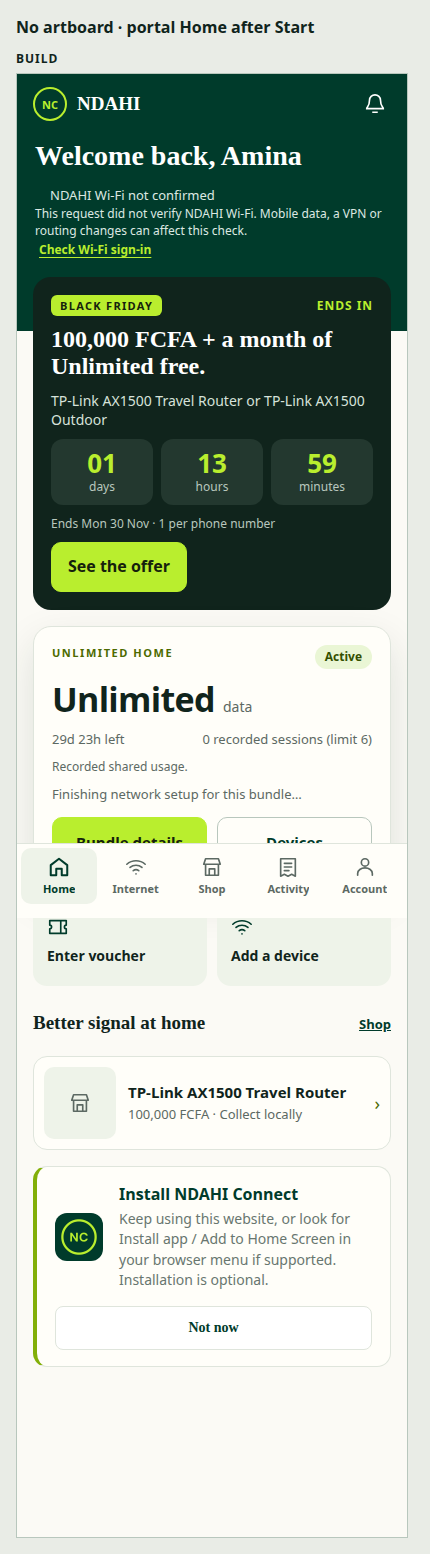 No artboard · portal Home after Start
BUILD
NC NDAHI
Welcome back, Amina
NDAHI Wi-Fi not confirmed
This request did not verify NDAHI Wi-Fi. Mobile data, a VPN or
routing changes can affect this check.
Check Wi-Fi sign-in
BLACK FRIDAY ENDS IN
100,000 FCFA + a month of
Unlimited free.
TP-Link AX1500 Travel Router or TP-Link AX1500
Outdoor
01 13 59
days hours minutes
Ends Mon 30 Nov · 1 per phone number
See the offer
UNLIMITED HOME Active
Unlimited data
29d 23h left 0 recorded sessions (limit 6)
Recorded shared usage.
Finishing network setup for this bundle...
Bundle details Devices
Home Internet Shop Activity Account
Enter voucher Add a device
Better signal at home Shop
TP-Link AX1500 Travel Router
100,000 FCFA · Collect locally
›
Install NDAHI Connect
NC
Keep using this website, or look for
Install app / Add to Home Screen in
your browser menu if supported.
Installation is optional.
Not now